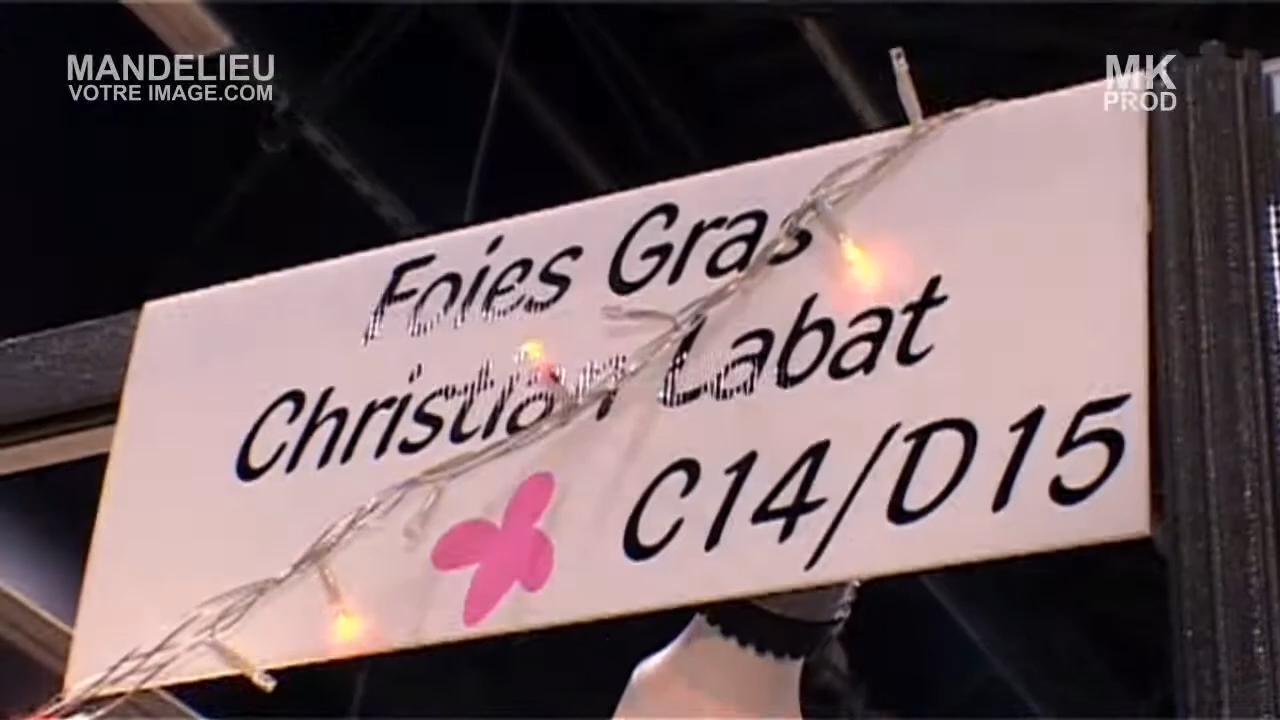 MANDELIEU
VOTRE IMAGE.COM
MK
PROD
Foies Gras
Christian Labat
C14/D15